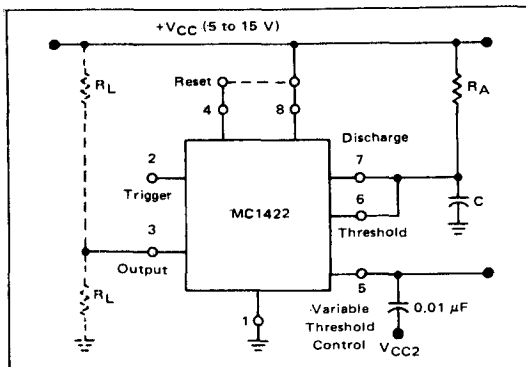 +VCC (5 to 15 V)
RL
Reset
RA
4
8
Discharge
2
7
Trigger
6
C
MC1422
3
Threshold
Output
5
RL
1
Variable
Threshold
Control
0.01 µF
VCC2